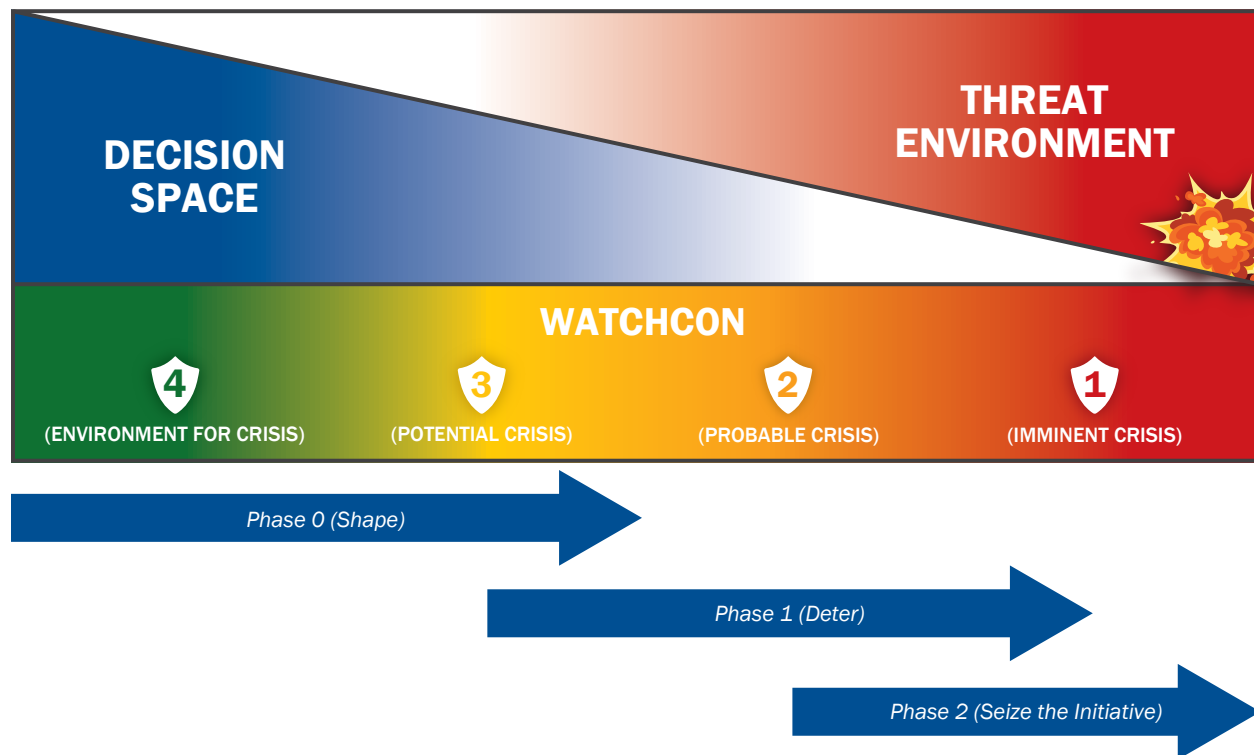 DECISION
SPACE
THREAT
ENVIRONMENT
WATCHCON
4
3
2
1
(ENVIRONMENT FOR CRISIS)
(POTENTIAL CRISIS)
(PROBABLE CRISIS)
(IMMINENT CRISIS)
Phase 0 (Shape)
Phase 1 (Deter)
Phase 2 (Seize the Initiative)